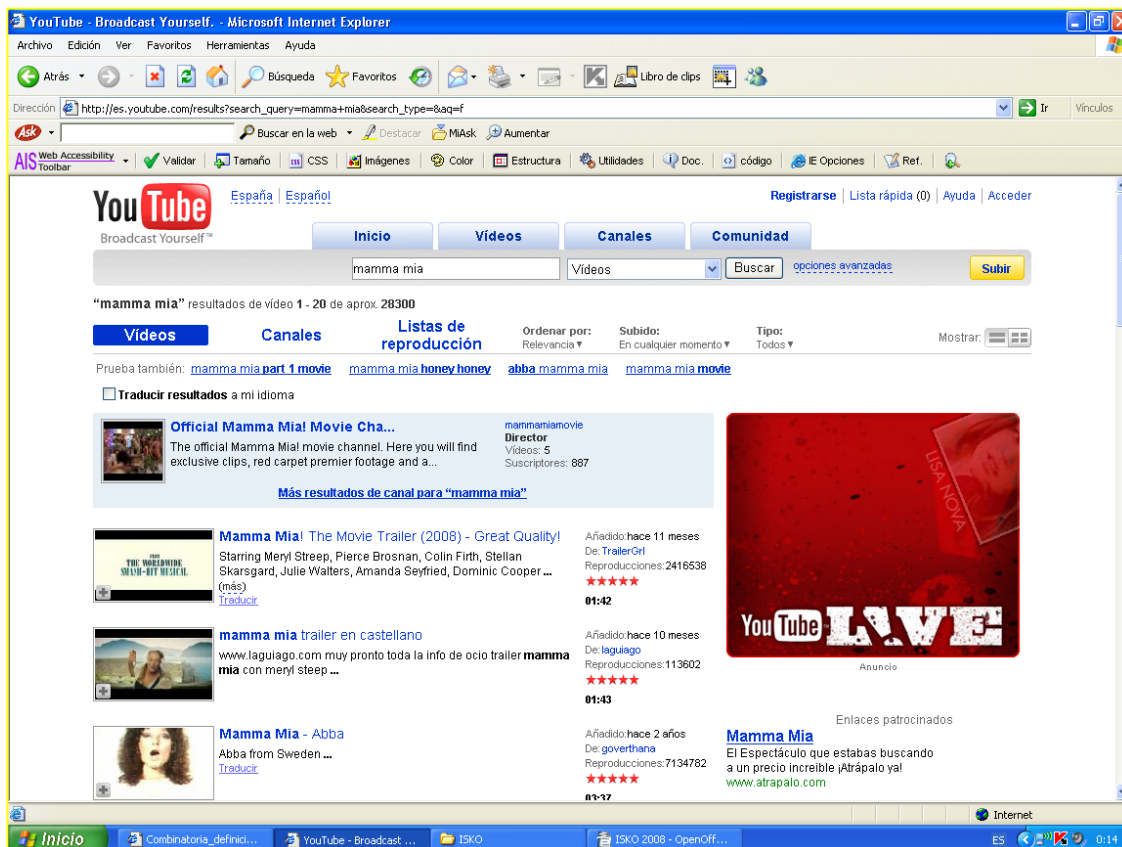 YouTube - Broadcast Yourself. - Microsoft Internet Explorer
Archivo Edición Ver Favoritos Herramientas Ayuda
Atrás Búsqueda Favoritos Libro de clips
Dirección http://es.youtube.com/results?search_query=mamma+mia&search_type=&aq=f Ir Vínculos
Ask Buscar en la web Destacar MiAsk Aumentar
AIS Web Accessibility Toolbar Validar Tamaño CSS Imágenes Color Estructura Utilidades Doc. código IE Opciones Ref.
YouTube España Español Registrarse Lista rápida (0) Ayuda Acceder
Broadcast Yourself™
Inicio Vídeos Canales Comunidad
mamma mia Vídeos Buscar opciones avanzadas Subir
“mamma mia” resultados de vídeo 1 - 20 de aprox. 28300
Vídeos Canales Listas de reproducción Ordenar por: Relevancia Subido: En cualquier momento Tipo: Todos Mostrar:
Prueba también: mamma mia part 1 movie mamma mia honey honey abba mamma mia mamma mia movie
Traducir resultados a mi idioma
Official Mamma Mia! Movie Cha...
The official Mamma Mia! movie channel. Here you will find
exclusive clips, red carpet premier footage and a...
mammamiamovie
Director
Vídeos: 5
Suscriptores: 887
Más resultados de canal para “mamma mia”
LISA NOVA
YouTube LIVE
Anuncio
FROM THE WORLDWIDE
SMASH-HIT MUSICAL
Mamma Mia! The Movie Trailer (2008) - Great Quality!
Starring Meryl Streep, Pierce Brosnan, Colin Firth, Stellan
Skarsgard, Julie Walters, Amanda Seyfried, Dominic Cooper ...
(más)
Traducir
Añadido:hace 11 meses
De: TrailerGrl
Reproducciones:2416538
01:42
mamma mia trailer en castellano
www.laguiago.com muy pronto toda la info de ocio trailer mamma
mia con meryl steep ...
Añadido:hace 10 meses
De: laguiago
Reproducciones:113602
01:43
Mamma Mia - Abba
Abba from Sweden ...
Traducir
Añadido:hace 2 años
De: goverthana
Reproducciones:7134782
03:37
Enlaces patrocinados
Mamma Mia
El Espectáculo que estabas buscando
a un precio increible ¡Atrápalo ya!
www.atrapalo.com
Internet
Inicio Combinatoria_definici... YouTube - Broadcast ... ISKO ISKO 2008 - OpenOff... ES 0:14